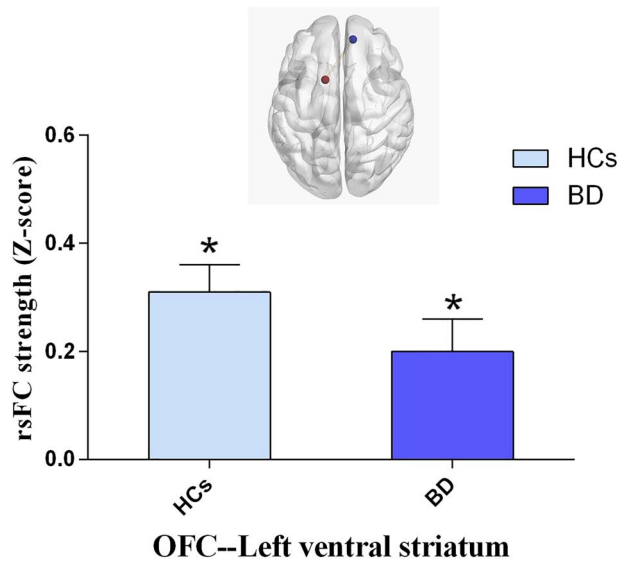 HCs
BD
rsFC strength (Z-score)
0.6
0.4
0.2
0.0
*
*
HCs
BD
OFC--Left ventral striatum